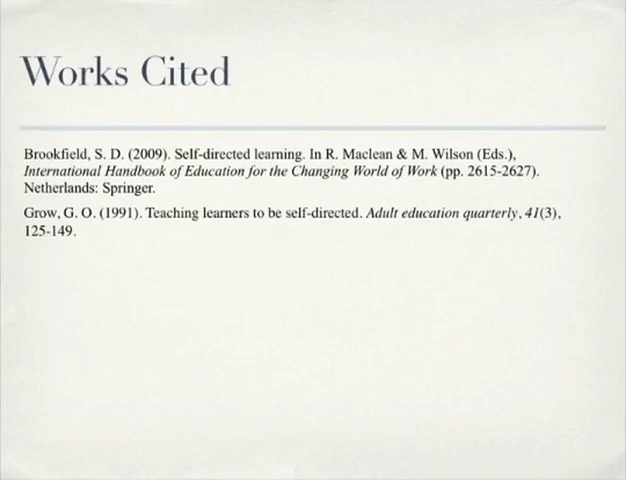 Works Cited
Brookfield, S. D. (2009). Self-directed learning. In R. Maclean & M. Wilson (Eds.),
International Handbook of Education for the Changing World of Work (pp. 2615-2627).
Netherlands: Springer.
Grow, G. O. (1991). Teaching learners to be self-directed. Adult education quarterly, 41(3),
125-149.